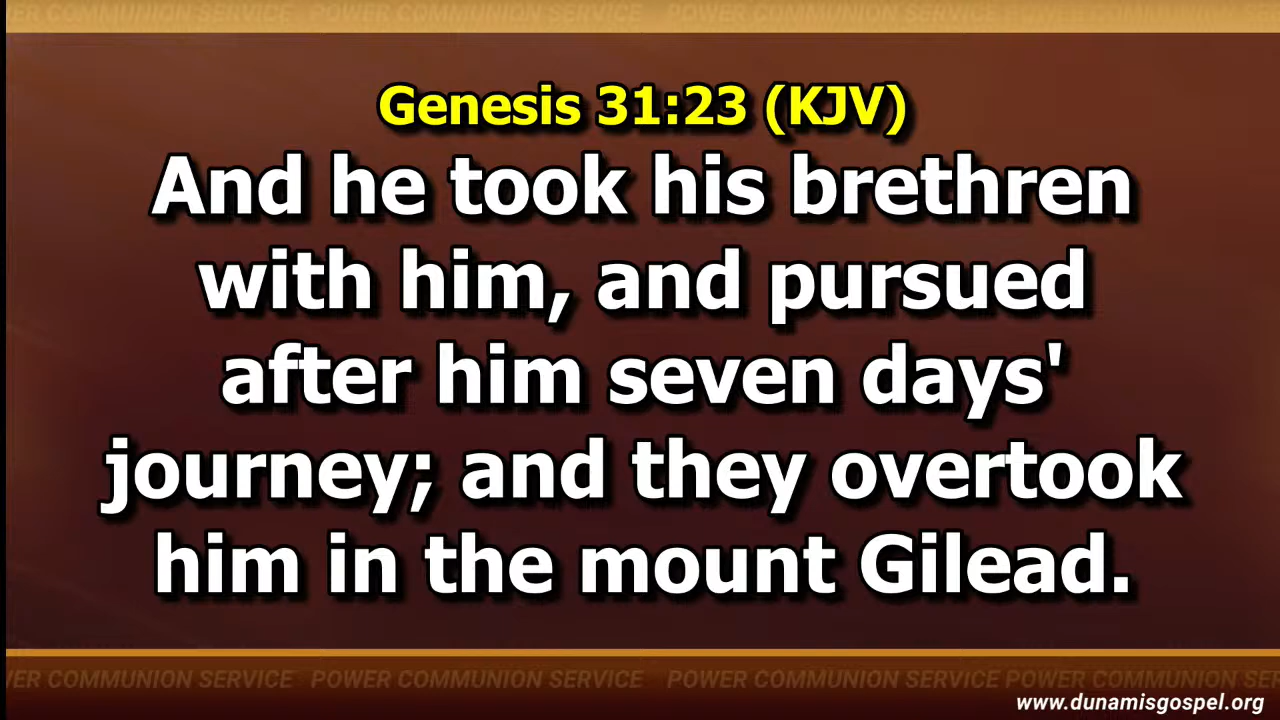 POWER COMMUNION SERVICE POWER COMMUNION SERVICE POWER COMMUNION SERVICE
Genesis 31:23 (KJV)
And he took his brethren
with him, and pursued
after him seven days'
journey; and they overtook
him in the mount Gilead.
ER COMMUNION SERVICE POWER COMMUNION SERVICE POWER COMMUNION SERVICE
www.dunamisgospel.org